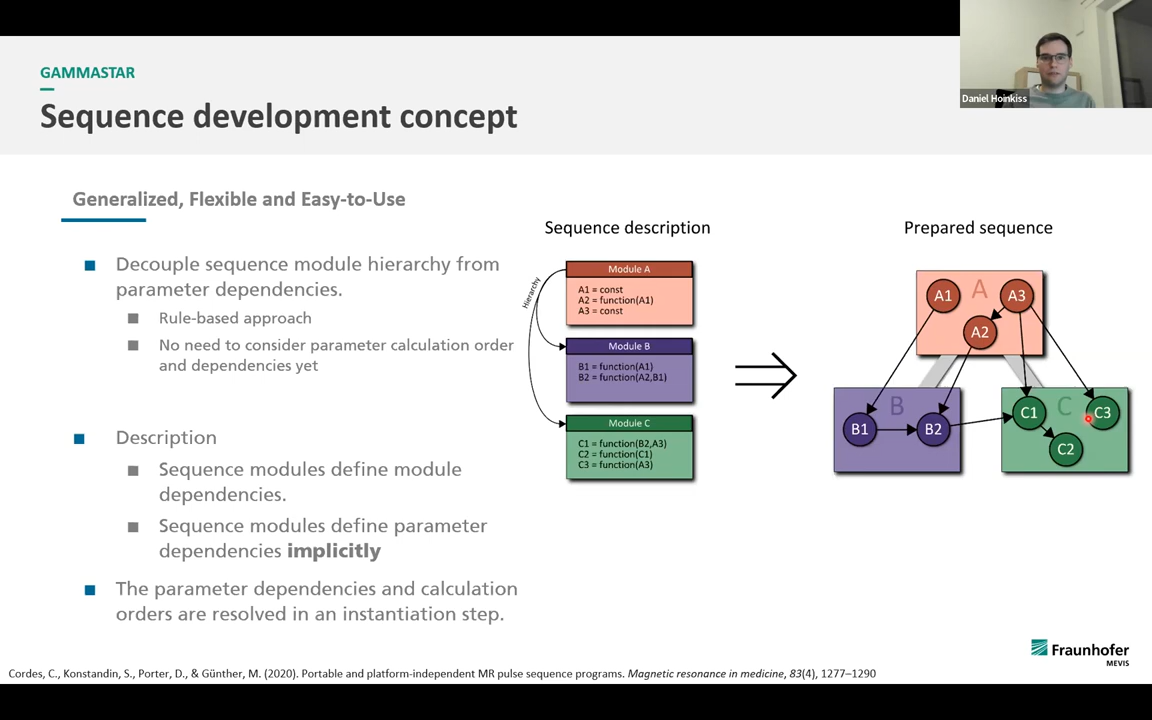 Daniel Hoinkiss
GAMMASTAR
Sequence development concept
Generalized, Flexible and Easy-to-Use
Decouple sequence module hierarchy from
parameter dependencies.
Rule-based approach
No need to consider parameter calculation order
and dependencies yet
Description
Sequence modules define module
dependencies.
Sequence modules define parameter
dependencies implicitly
The parameter dependencies and calculation
orders are resolved in an instantiation step.
Sequence description
Hierarchy
Module A
A1 = const
A2 = function(A1)
A3 = const
Module B
B1 = function(A1)
B2 = function(A2,B1)
Module C
C1 = function(B2,A3)
C2 = function(C1)
C3 = function(A3)
Prepared sequence
A1
A
A3
A2
B
B1
B2
C1
C
C3
C2
Fraunhofer
MEVIS
Cordes, C., Konstandin, S., Porter, D., & Günther, M. (2020). Portable and platform-independent MR pulse sequence programs. Magnetic resonance in medicine, 83(4), 1277–1290